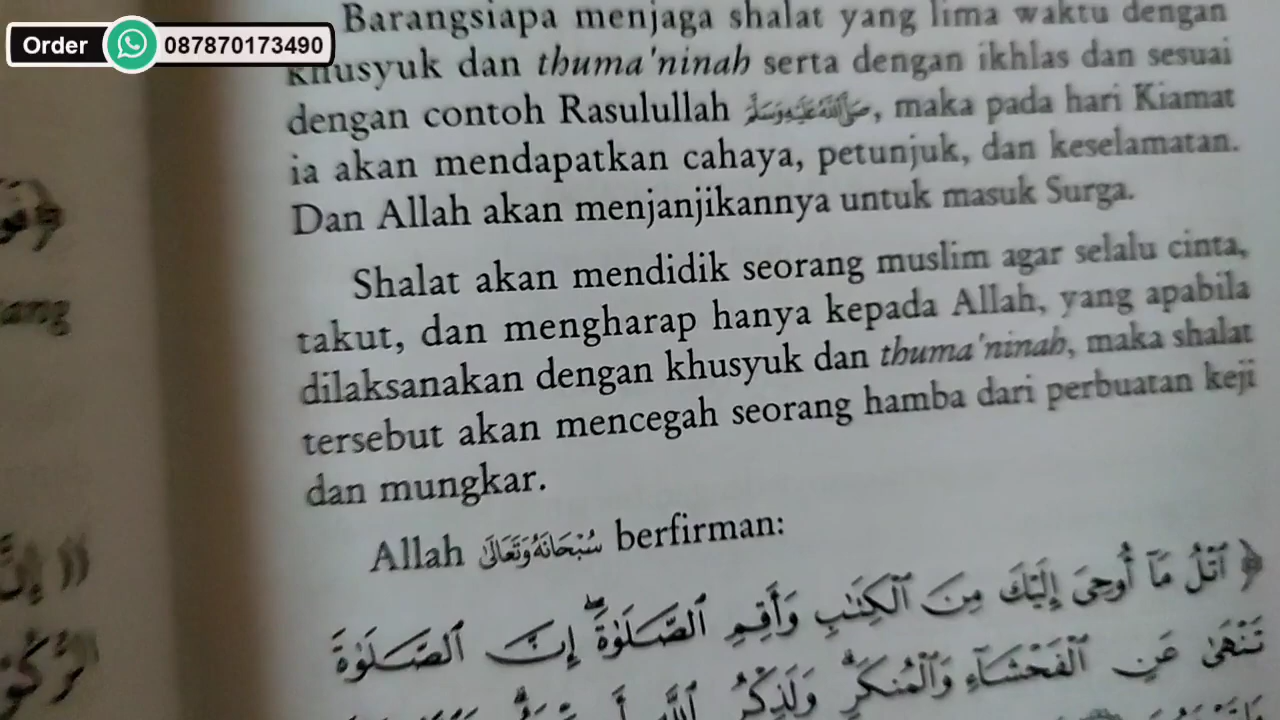 Order 087870173490
Barangsiapa menjaga shalat yang lima waktu dengan
khusyuk dan thuma'ninah serta dengan ikhlas dan sesuai
dengan contoh Rasulullah ﷺ, maka pada hari Kiamat
ia akan mendapatkan cahaya, petunjuk, dan keselamatan.
Dan Allah akan menjanjikannya untuk masuk Surga.
Shalat akan mendidik seorang muslim agar selalu cinta,
takut, dan mengharap hanya kepada Allah, yang apabila
dilaksanakan dengan khusyuk dan thuma'ninah, maka shalat
tersebut akan mencegah seorang hamba dari perbuatan keji
dan mungkar.
Allah سُبْحَانَهُ وَتَعَالَى berfirman:
﴿ ٱتْلُ مَآ أُوحِىَ إِلَيْكَ مِنَ ٱلْكِتَـٰبِ وَأَقِمِ ٱلصَّلَوٰةَ ۖ إِنَّ ٱلصَّلَوٰةَ
تَنْهَىٰ عَنِ ٱلْفَحْشَآءِ وَٱلْمُنكَرِ ۗ وَلَذِكْرُ ٱللَّهِ
ang